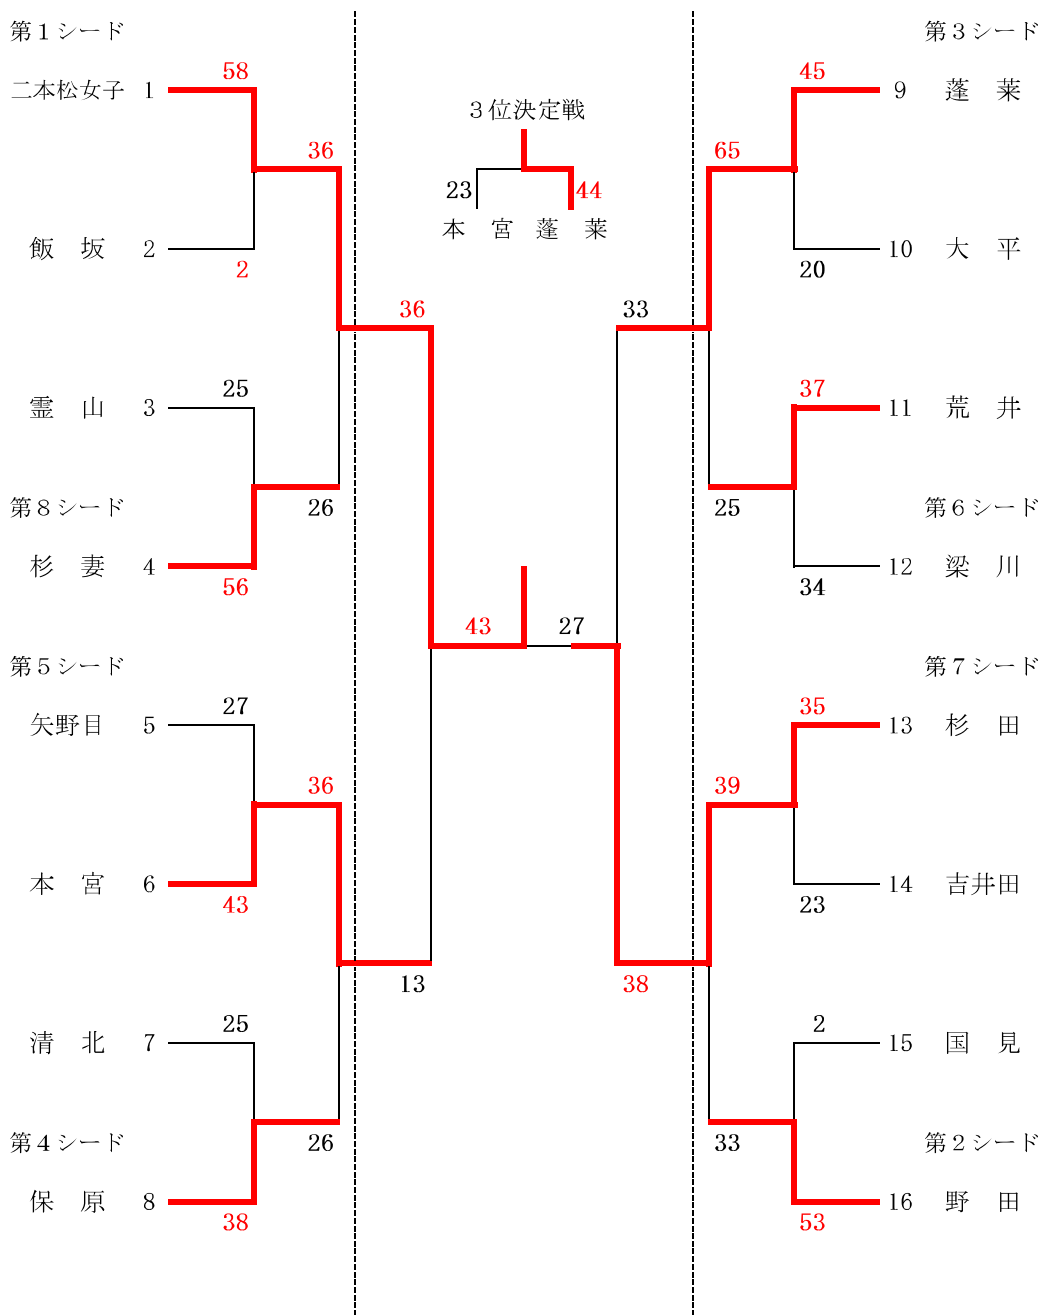 第１シード
第３シード
58
45
二本松女子 1
9 蓬 莱
３位決定戦
36
65
23
44
本 宮 蓬 莱
飯 坂 2
10 大 平
2
20
36
33
25
37
霊 山 3
11 荒 井
第８シード
26
25
第６シード
杉 妻 4
12 梁 川
56
34
43
27
第５シード
第７シード
27
35
矢野目 5
13 杉 田
36
39
本 宮 6
14 吉井田
43
23
13
38
25
2
清 北 7
15 国 見
第４シード
26
33
第２シード
保 原 8
16 野 田
38
53